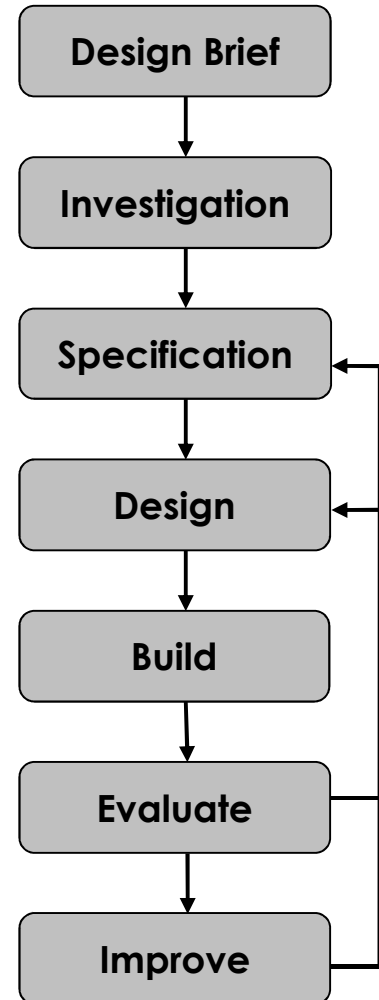 Design Brief
Investigation
Specification
Design
Build
Evaluate
Improve